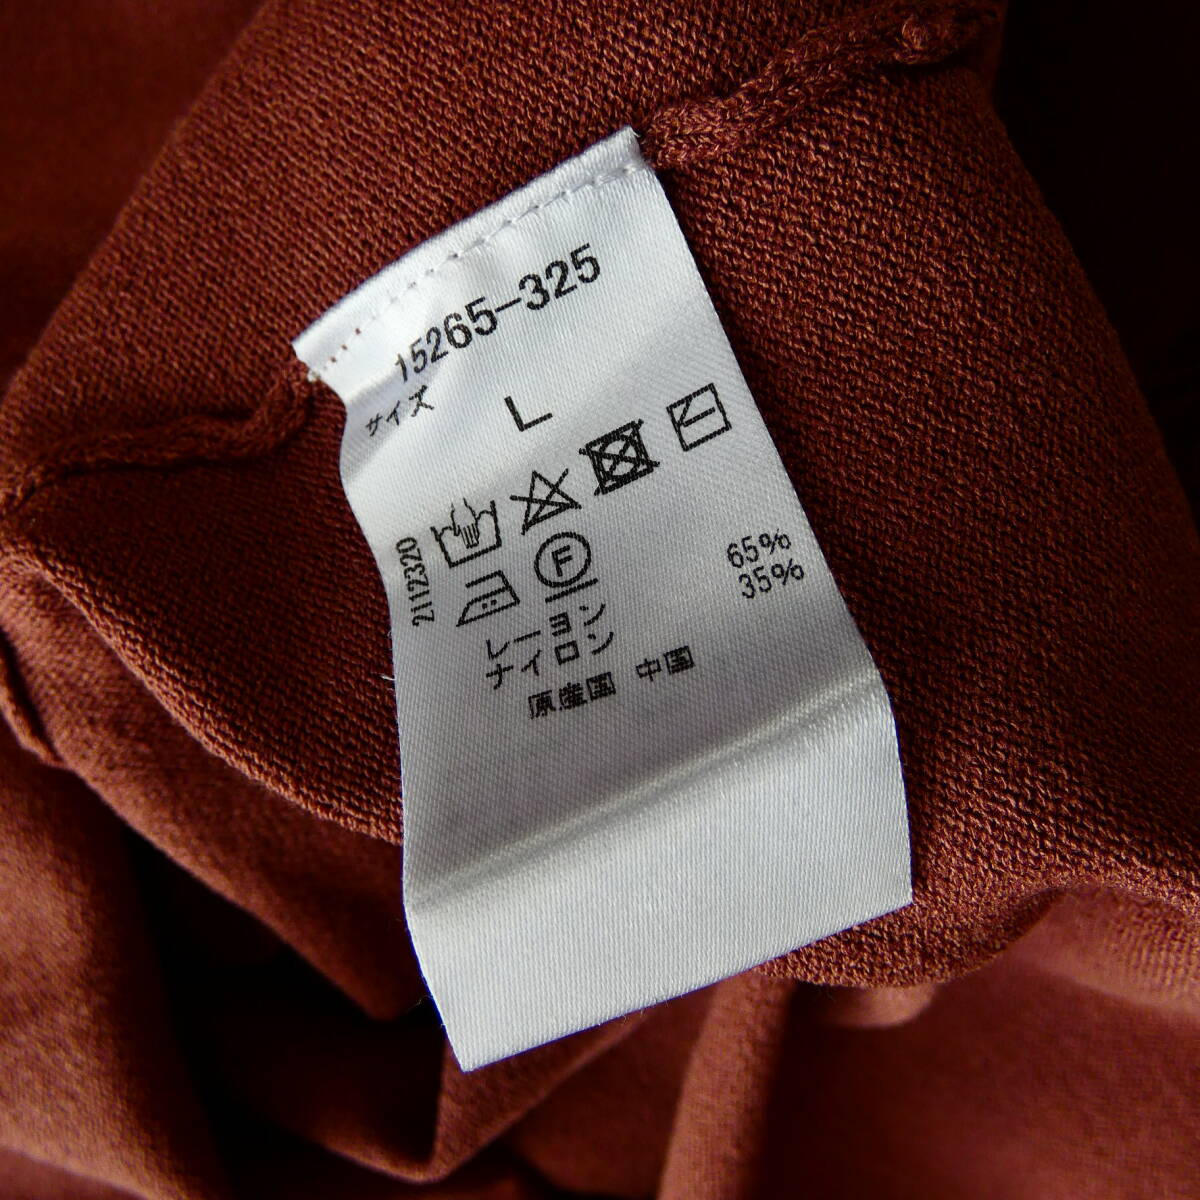 15265-325
サイズ L
2112320
F
レーヨン 65%
ナイロン 35%
原産国 中国